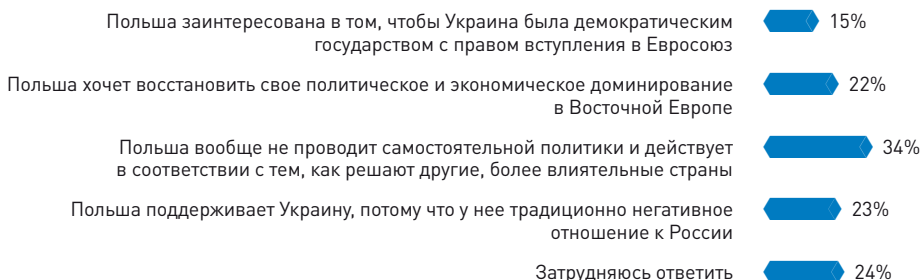 Польша заинтересована в том, чтобы Украина была демократическим
государством с правом вступления в Евросоюз
15%
Польша хочет восстановить свое политическое и экономическое доминирование
в Восточной Европе
22%
Польша вообще не проводит самостоятельной политики и действует
в соответствии с тем, как решают другие, более влиятельные страны
34%
Польша поддерживает Украину, потому что у нее традиционно негативное
отношение к России
23%
Затрудняюсь ответить
24%